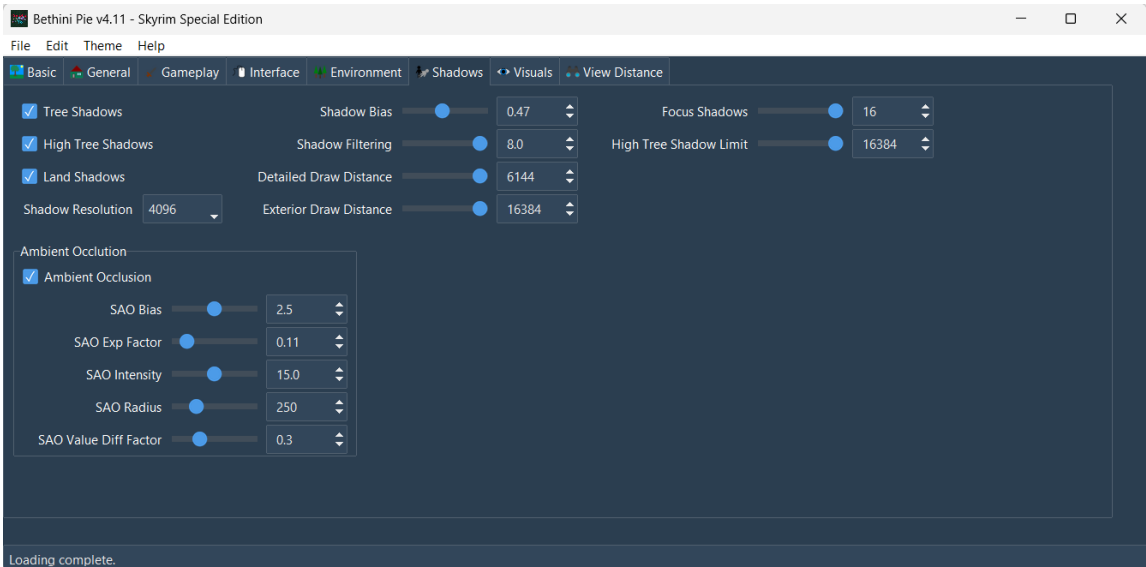 Bethini Pie v4.11 - Skyrim Special Edition
File Edit Theme Help
Basic General Gameplay Interface Environment Shadows Visuals View Distance
Tree Shadows Shadow Bias 0.47 Focus Shadows 16
High Tree Shadows Shadow Filtering 8.0 High Tree Shadow Limit 16384
Land Shadows Detailed Draw Distance 6144
Shadow Resolution 4096 Exterior Draw Distance 16384
Ambient Occlution
Ambient Occlusion
SAO Bias 2.5
SAO Exp Factor 0.11
SAO Intensity 15.0
SAO Radius 250
SAO Value Diff Factor 0.3
Loading complete.